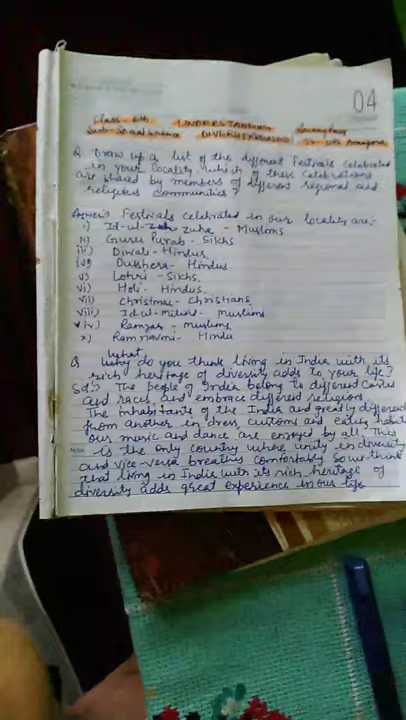 04
Class- 6th UNDERSTANDING
Sub- Social Science DIVERSITY
Q. Draw up a list of the different Festivals celebrated
in your locality which of these celebrations
are shared by members of different regional and
religious communities?
Answer: Festivals celebrated in our locality are:-
i) Id-ul-Zuha - Muslims
ii) Guru Purab - Sikhs
iii) Diwali - Hindus
iv) Dusshera - Hindus
v) Lohri - Sikhs
vi) Holi - Hindus
vii) Christmas - Christians
viii) Id-ul- - muslims
Ramzan - muslims
x) Ram navmi - Hindu
What
Q why do you think living in India with its
rich heritage of diversity adds to your life?
The people of India belong to different Castes
and races and embrace different religions
The inhabitants of the India and greatly different
from another in dress, customs and eating habits
our music and dance are enjoyed by all. This
is the only country where unity in diversity
and vice-versa breaths comfortably. So we think
that living in India with its rich heritage of
diversity adds great experience in our life